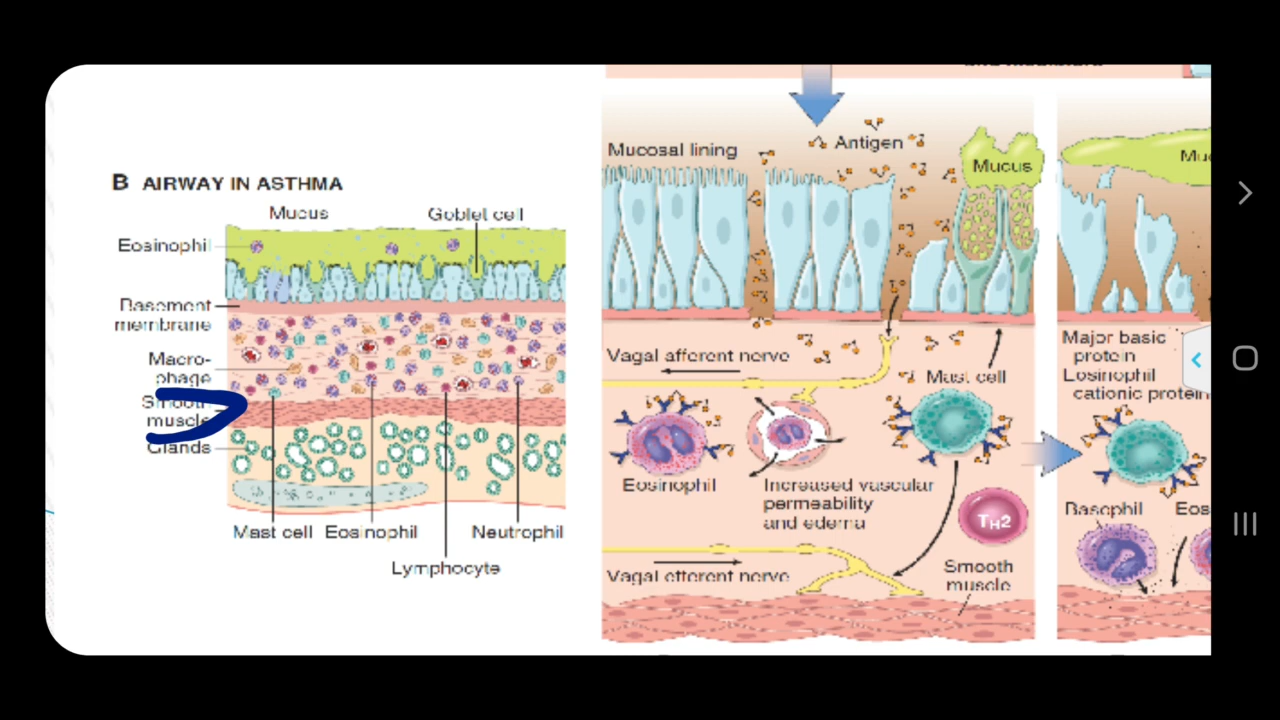 B AIRWAY IN ASTHMA
Mucus
Goblet cell
Eosinophil
Basement
membrane
Macro-
phage
Smooth
muscle
Glands
Mast cell
Eosinophil
Neutrophil
Lymphocyte
Mucosal lining
Antigen
Mucus
Vagal afferent nerve
Mast cell
Eosinophil
Increased vascular
permeability
and edema
TH2
Vagal efferent nerve
Smooth
muscle
Major basic
protein
Eosinophil
cationic protein
Basophil